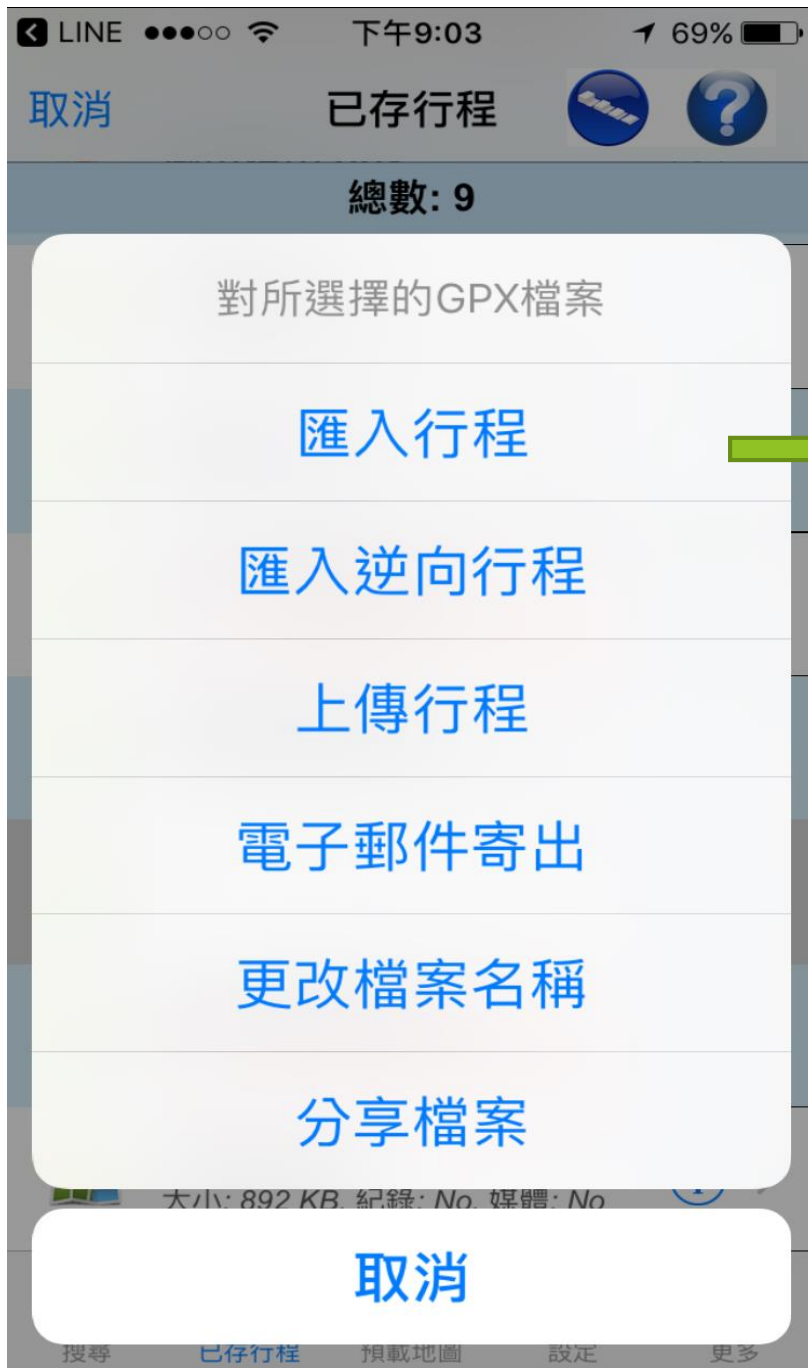 LINE 下午9:03 69%
取消 已存行程
總數: 9
對所選擇的GPX檔案
匯入行程
匯入逆向行程
上傳行程
電子郵件寄出
更改檔案名稱
分享檔案
大小: 892 KB, 紀錄: No, 媒體: No
取消
搜尋 已存行程 預載地圖 設定 更多